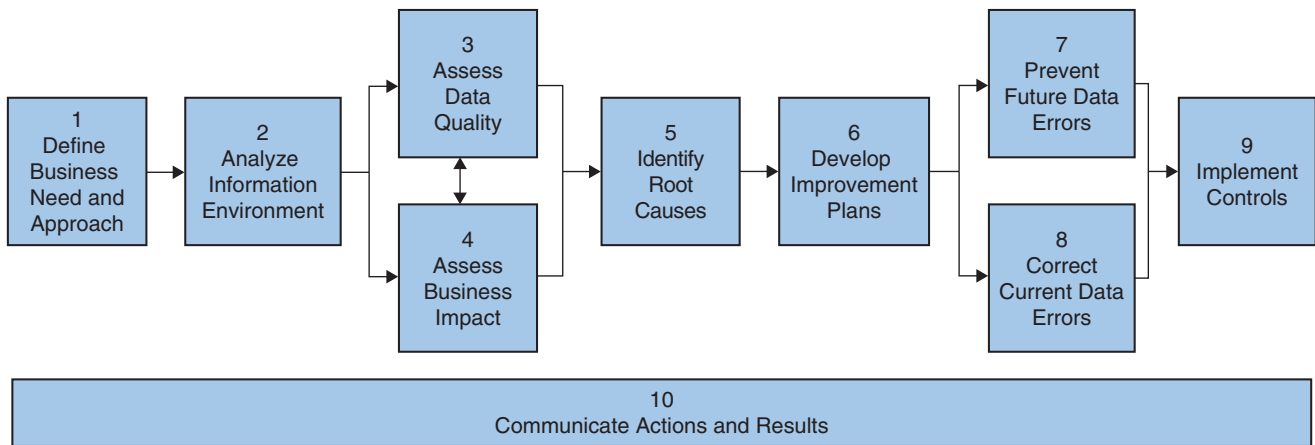 1
Define
Business
Need and
Approach
2
Analyze
Information
Environment
3
Assess
Data
Quality
4
Assess
Business
Impact
5
Identify
Root
Causes
6
Develop
Improvement
Plans
7
Prevent
Future Data
Errors
8
Correct
Current Data
Errors
9
Implement
Controls
10
Communicate Actions and Results